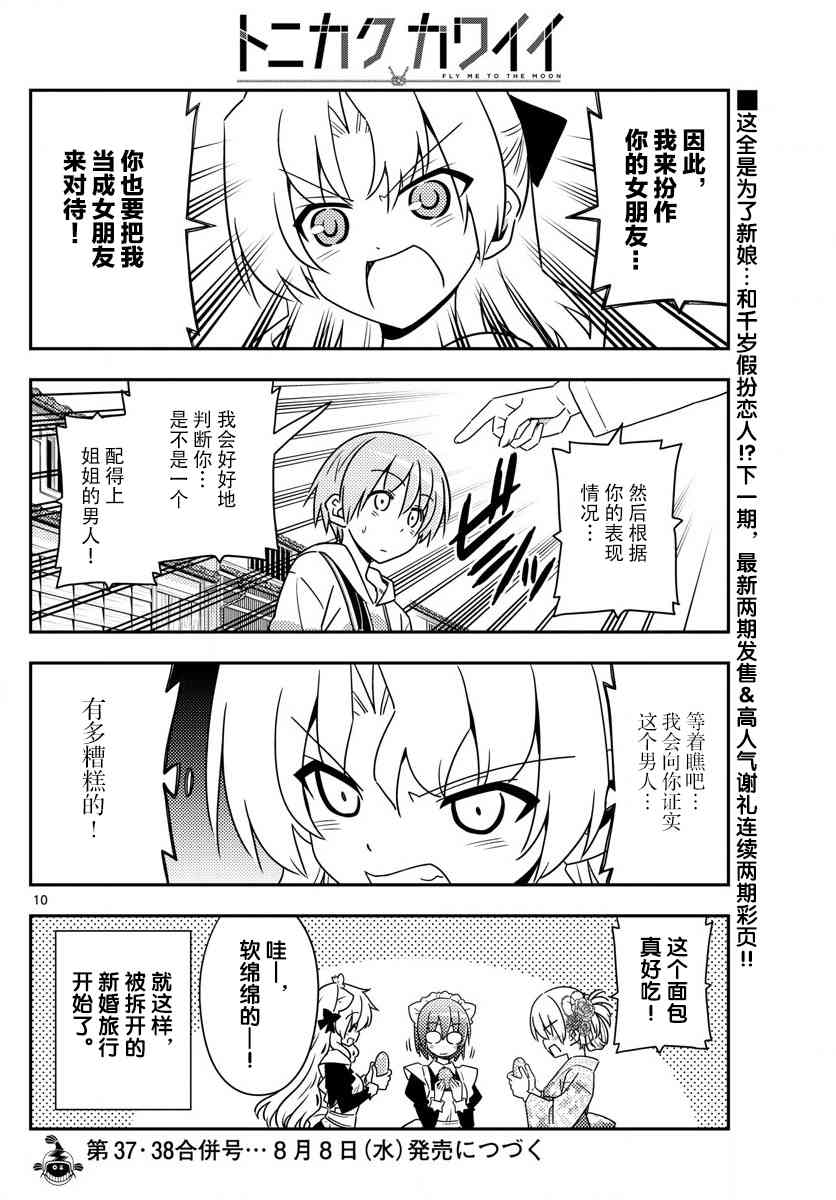 トニカクカワイイ
FLY ME TO THE MOON
因此，
我来扮作
你的女朋友…
你也要把我
当成女朋友
来对待！
然后根据
你的表现
情况…
我会好好地
判断你…
是不是一个
配得上
姐姐的男人！
等着瞧吧…
我会向你证实
这个男人…
有多糟糕的！
10
这个面包
真好吃！
哇—，
软绵绵
的—！
就这样，
被拆开的
新婚旅行
开始了。
■这全是为了新娘…和千岁假扮恋人!?下一期，最新两期发售&高人气谢礼连续两期彩页!!
第37·38合併号…8月8日(水)発売につづく